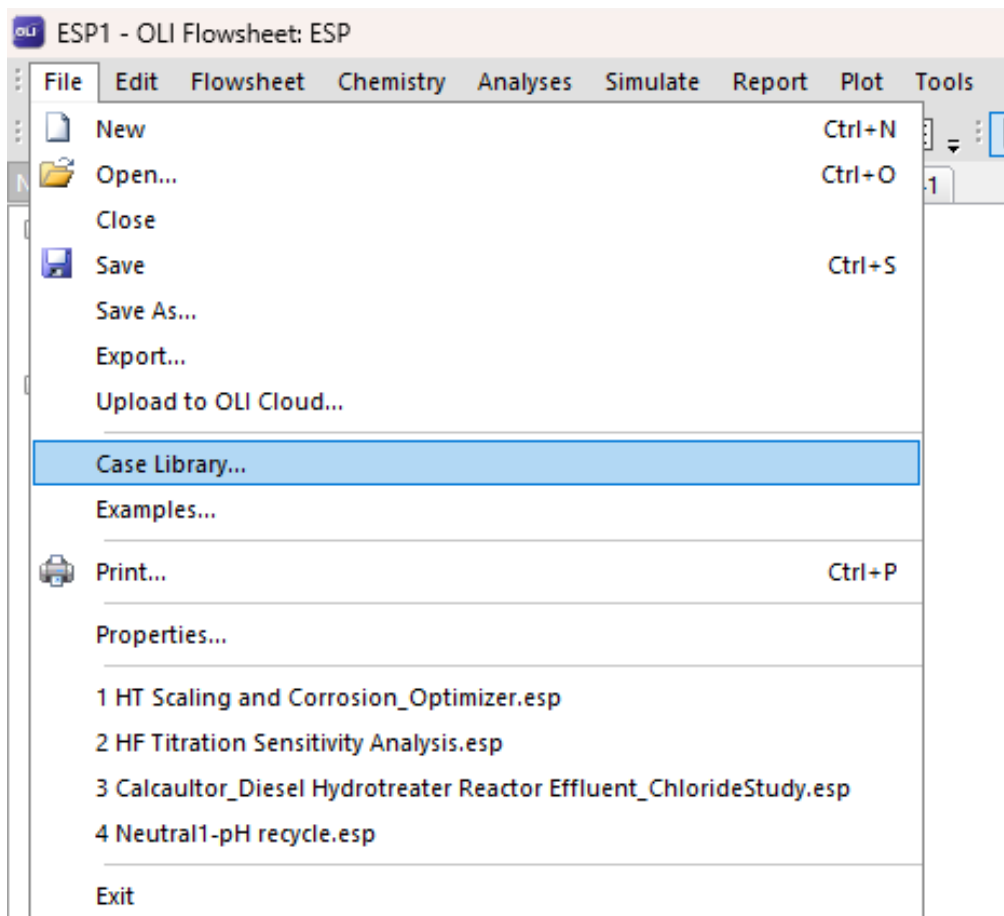 OLI ESP1 - OLI Flowsheet: ESP
File Edit Flowsheet Chemistry Analyses Simulate Report Plot Tools
New Ctrl+N
Open... Ctrl+O
-1
Close
Save Ctrl+S
Save As...
Export...
Upload to OLI Cloud...
Case Library...
Examples...
Print... Ctrl+P
Properties...
1 HT Scaling and Corrosion_Optimizer.esp
2 HF Titration Sensitivity Analysis.esp
3 Calcaultor_Diesel Hydrotreater Reactor Effluent_ChlorideStudy.esp
4 Neutral1-pH recycle.esp
Exit